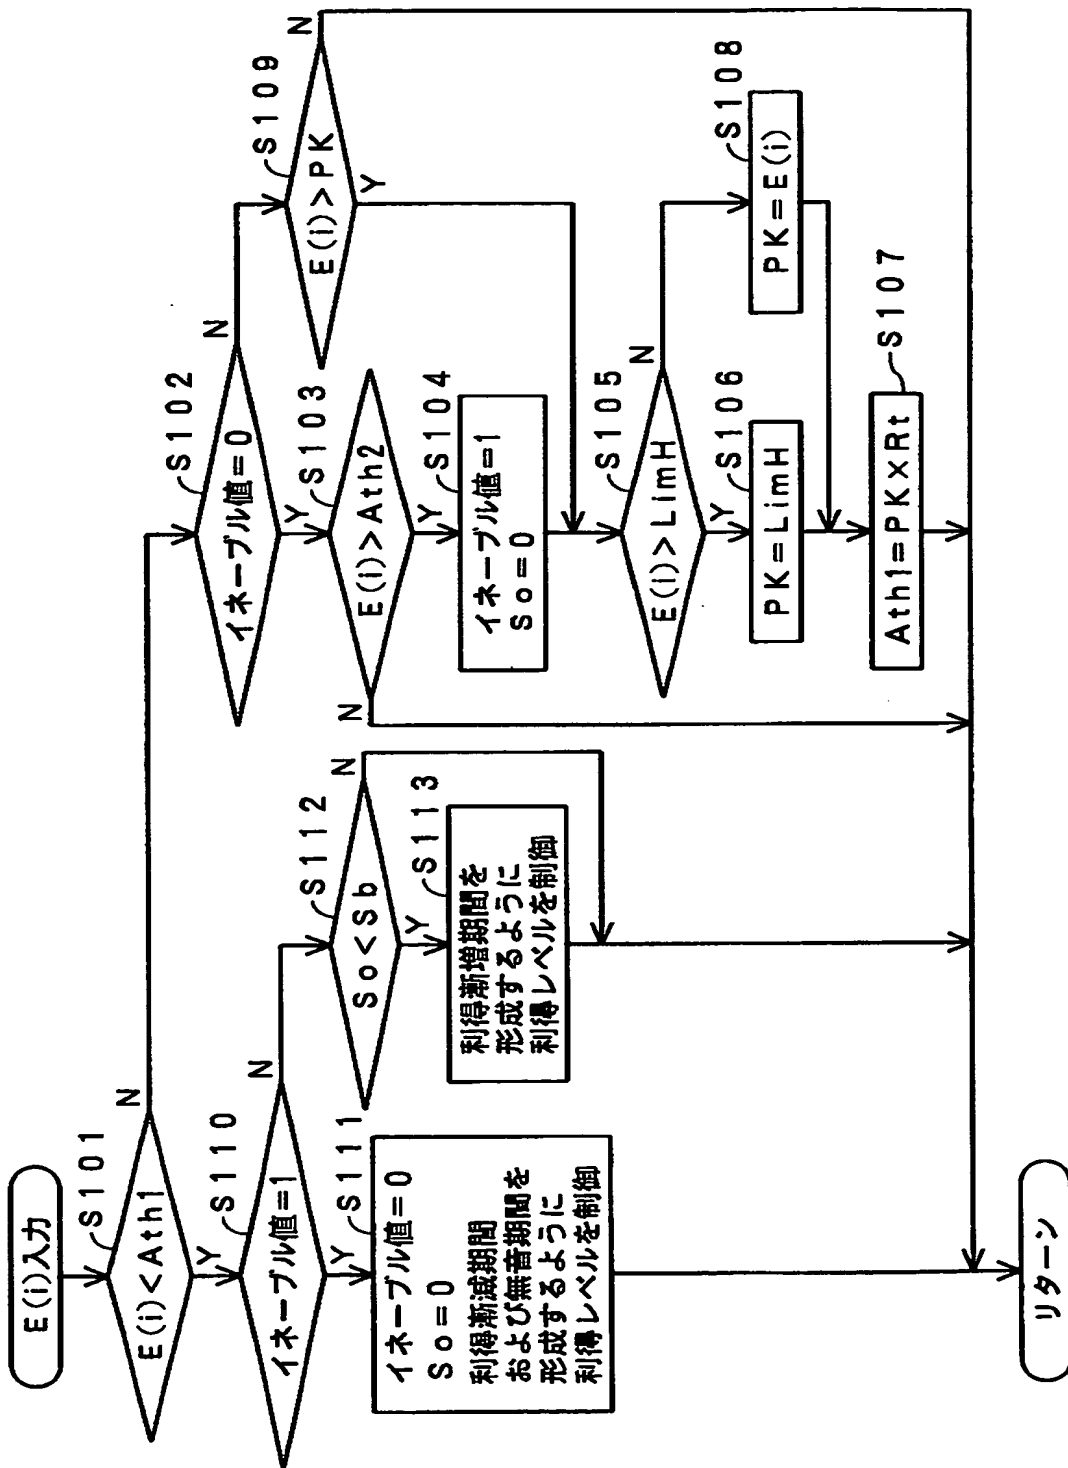 E(i)入力
S101
E(i)<Ath1
Y
N
S110
イネーブル値=1
Y
N
S111
イネーブル値=0
So=0
利得漸減期間
および無音期間を
形成するように
利得レベルを制御
S112
So<Sb
Y
N
S113
利得漸増期間を
形成するように
利得レベルを制御
S102
イネーブル値=0
Y
N
S103
E(i)>Ath2
Y
N
S104
イネーブル値=1
So=0
S105
E(i)>LimH
Y
N
S106
PK=LimH
S107
Ath1=PK×Rt
S108
PK=E(i)
S109
E(i)>PK
Y
N
リターン